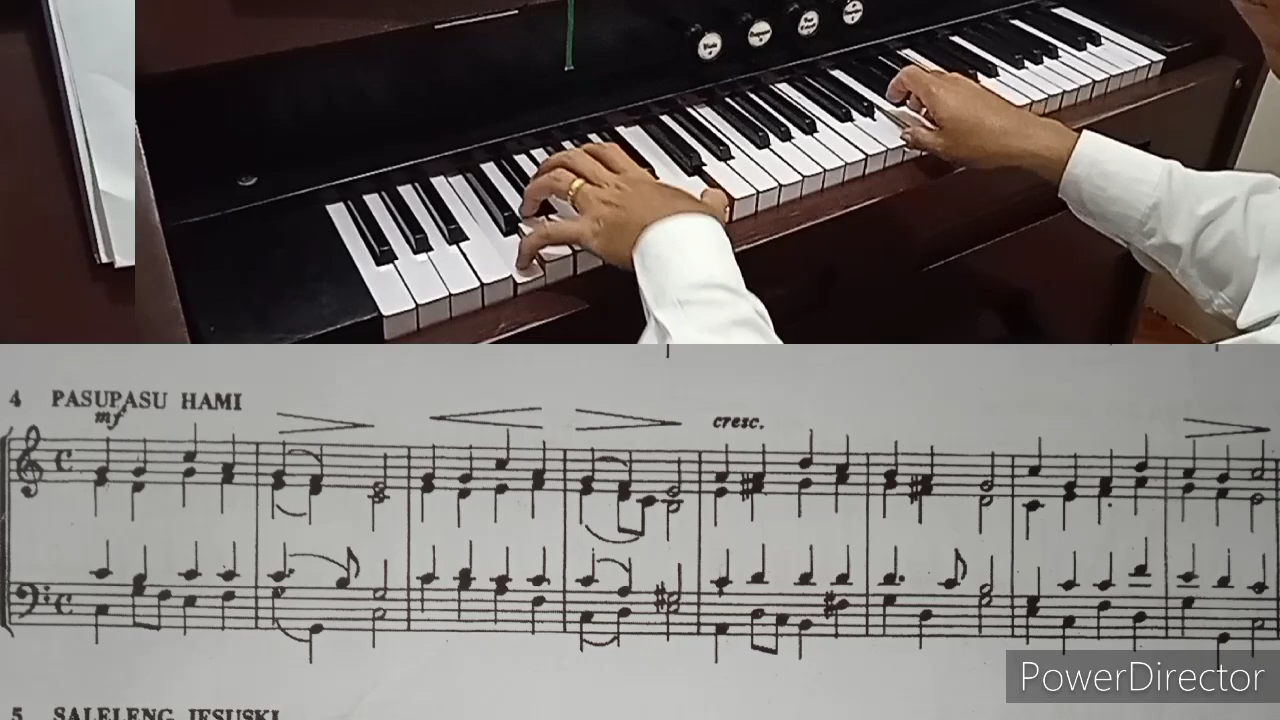 4 PASUPASU HAMI
mf
cresc.
PowerDirector
5 SALELENG JESUSKI